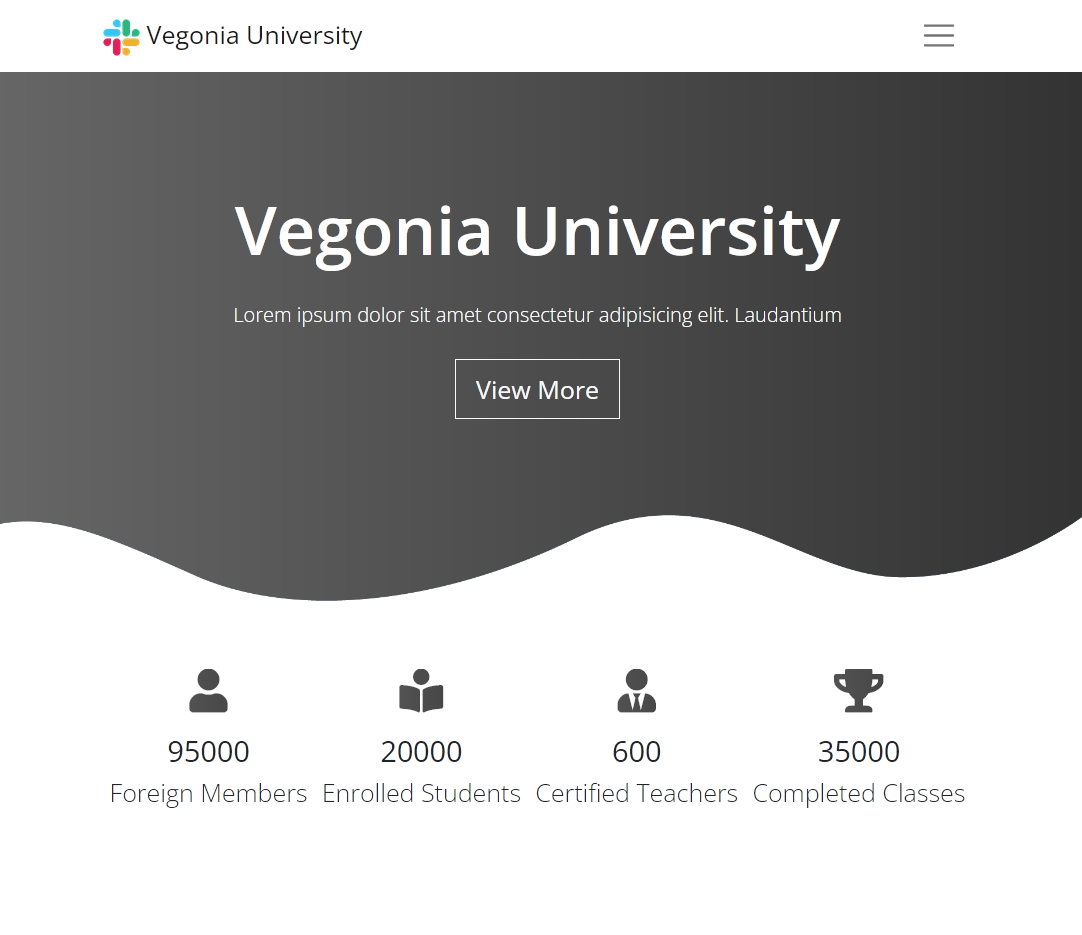 Vegonia University
Vegonia University
Lorem ipsum dolor sit amet consectetur adipisicing elit. Laudantium
View More
95000
Foreign Members
20000
Enrolled Students
600
Certified Teachers
35000
Completed Classes